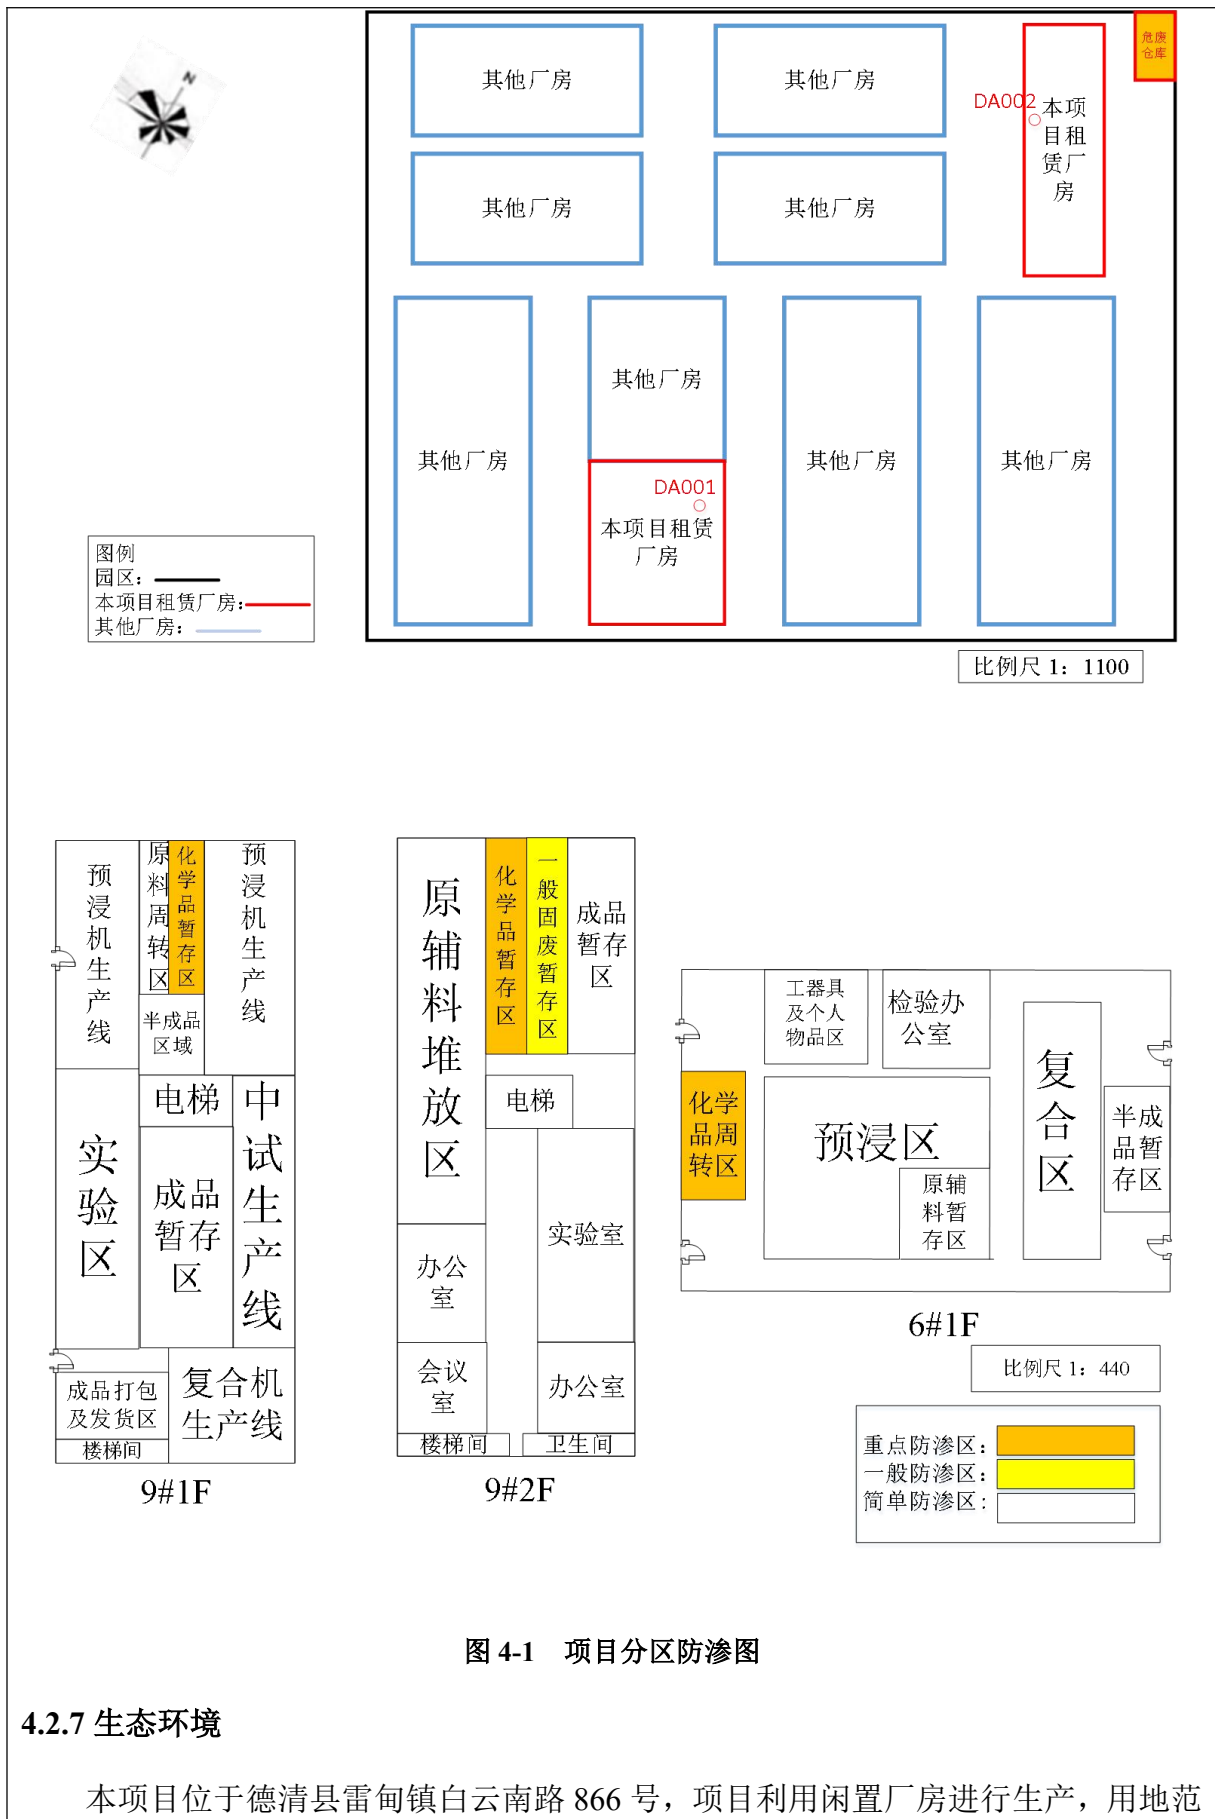 N
其他厂房
其他厂房
危废
仓库
DA002
本项
目租
赁厂
房
其他厂房
其他厂房
其他厂房
其他厂房
其他厂房
其他厂房
DA001
本项目租赁
厂房
图例
园区：
本项目租赁厂房：
其他厂房：
比例尺 1：1100
预浸机生产线
原料周转区
化学品暂存区
预浸机生产线
半成品
区域
电梯
中试生产线
实验区
成品
暂存
区
成品打包
及发货区
复合机
生产线
楼梯间
9#1F
原辅料堆放区
化学品暂存区
一般固废暂存区
成品
暂存
区
电梯
实验室
办公
室
会议
室
办公室
楼梯间
卫生间
9#2F
工器具
及个人
物品区
检验办
公室
复合区
化学
品周
转区
预浸区
原辅
料暂
存区
半成
品暂
存区
6#1F
比例尺 1：440
重点防渗区：
一般防渗区：
简单防渗区：
图 4-1 项目分区防渗图
4.2.7 生态环境
本项目位于德清县雷甸镇白云南路 866 号，项目利用闲置厂房进行生产，用地范